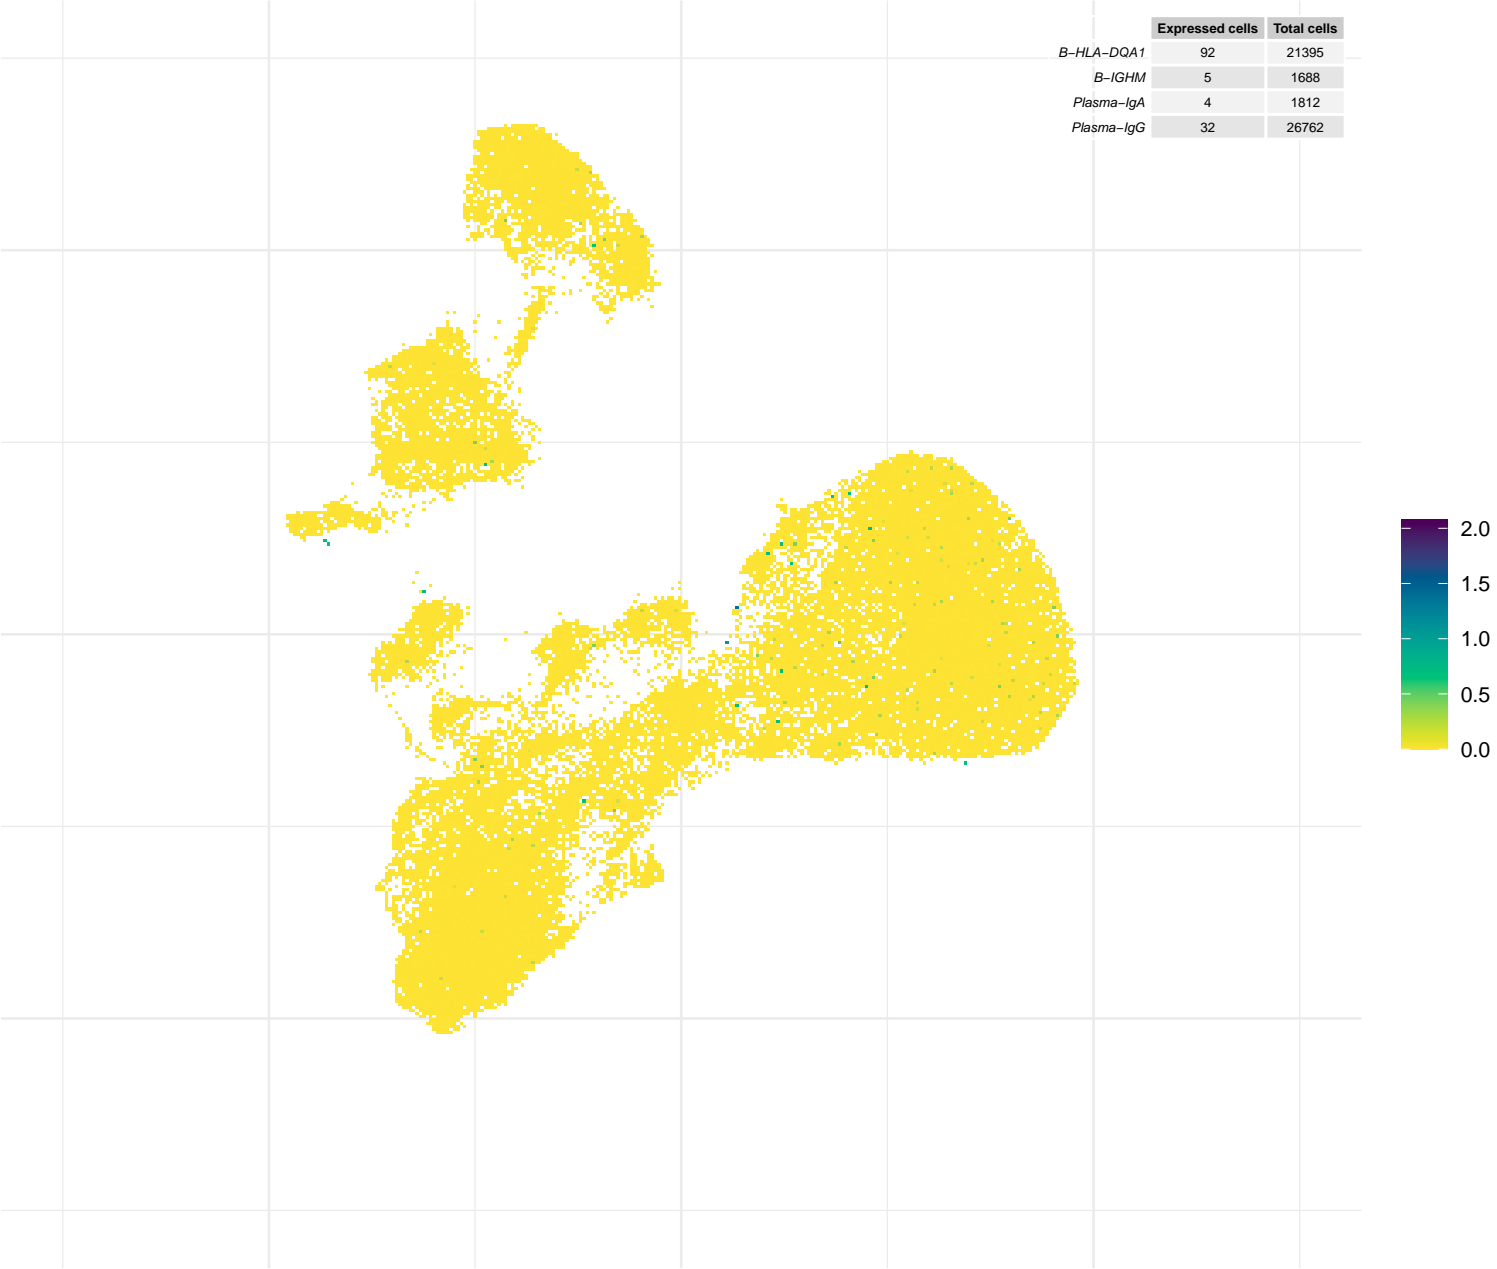 Expressed cells Total cells
B−HLA−DQA1 92 21395
B−IGHM 5 1688
Plasma−IgA 4 1812
Plasma−IgG 32 26762
2.0
1.5
1.0
0.5
0.0